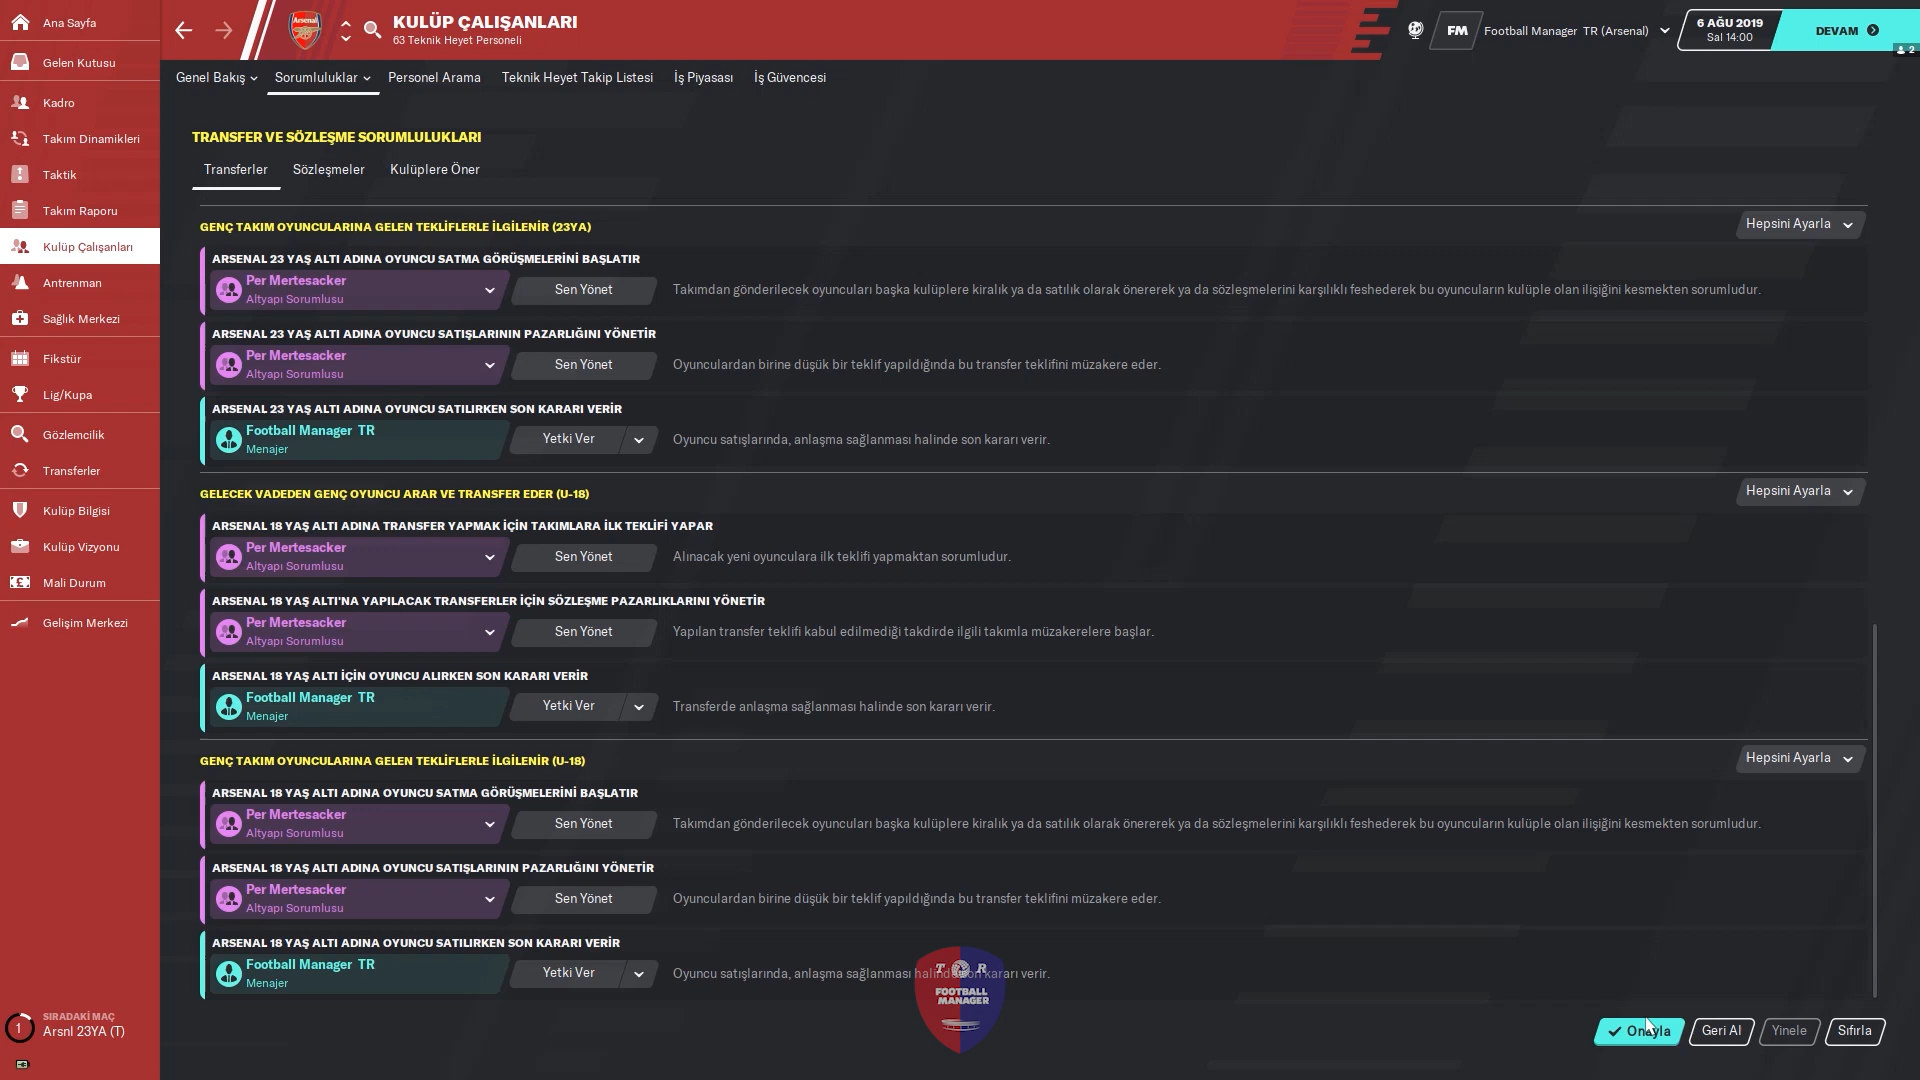 Ana Sayfa
Gelen Kutusu
Kadro
Takım Dinamikleri
Taktik
Takım Raporu
Kulüp Çalışanları
Antrenman
Sağlık Merkezi
Fikstür
Lig/Kupa
Gözlemcilik
Transferler
Kulüp Bilgisi
Kulüp Vizyonu
Mali Durum
Gelişim Merkezi
1
SIRADAKİ MAÇ
Arsnl 23YA (T)
Arsenal
KULÜP ÇALIŞANLARI
63 Teknik Heyet Personeli
FM
Football Manager TR (Arsenal)
6 AĞU 2019
Sal 14:00
DEVAM
2
Genel Bakış
Sorumluluklar
Personel Arama
Teknik Heyet Takip Listesi
İş Piyasası
İş Güvencesi
TRANSFER VE SÖZLEŞME SORUMLULUKLARI
Transferler
Sözleşmeler
Kulüplere Öner
GENÇ TAKIM OYUNCULARINA GELEN TEKLİFLERLE İLGİLENİR (23YA)
Hepsini Ayarla
ARSENAL 23 YAŞ ALTI ADINA OYUNCU SATMA GÖRÜŞMELERİNİ BAŞLATIR
Per Mertesacker
Altyapı Sorumlusu
Sen Yönet
Takımdan gönderilecek oyuncuları başka kulüplere kiralık ya da satılık olarak önererek ya da sözleşmelerini karşılıklı feshederek bu oyuncuların kulüple olan ilişiğini kesmekten sorumludur.
ARSENAL 23 YAŞ ALTI ADINA OYUNCU SATIŞLARININ PAZARLIĞINI YÖNETİR
Per Mertesacker
Altyapı Sorumlusu
Sen Yönet
Oyunculardan birine düşük bir teklif yapıldığında bu transfer teklifini müzakere eder.
ARSENAL 23 YAŞ ALTI ADINA OYUNCU SATILIRKEN SON KARARI VERİR
Football Manager TR
Menajer
Yetki Ver
Oyuncu satışlarında, anlaşma sağlanması halinde son kararı verir.
GELECEK VADEDEN GENÇ OYUNCU ARAR VE TRANSFER EDER (U-18)
Hepsini Ayarla
ARSENAL 18 YAŞ ALTI ADINA TRANSFER YAPMAK İÇİN TAKIMLARA İLK TEKLİFİ YAPAR
Per Mertesacker
Altyapı Sorumlusu
Sen Yönet
Alınacak yeni oyunculara ilk teklifi yapmaktan sorumludur.
ARSENAL 18 YAŞ ALTI'NA YAPILACAK TRANSFERLER İÇİN SÖZLEŞME PAZARLIKLARINI YÖNETİR
Per Mertesacker
Altyapı Sorumlusu
Sen Yönet
Yapılan transfer teklifi kabul edilmediği takdirde ilgili takımla müzakerelere başlar.
ARSENAL 18 YAŞ ALTI İÇİN OYUNCU ALIRKEN SON KARARI VERİR
Football Manager TR
Menajer
Yetki Ver
Transferde anlaşma sağlanması halinde son kararı verir.
GENÇ TAKIM OYUNCULARINA GELEN TEKLİFLERLE İLGİLENİR (U-18)
Hepsini Ayarla
ARSENAL 18 YAŞ ALTI ADINA OYUNCU SATMA GÖRÜŞMELERİNİ BAŞLATIR
Per Mertesacker
Altyapı Sorumlusu
Sen Yönet
Takımdan gönderilecek oyuncuları başka kulüplere kiralık ya da satılık olarak önererek ya da sözleşmelerini karşılıklı feshederek bu oyuncuların kulüple olan ilişiğini kesmekten sorumludur.
ARSENAL 18 YAŞ ALTI ADINA OYUNCU SATIŞLARININ PAZARLIĞINI YÖNETİR
Per Mertesacker
Altyapı Sorumlusu
Sen Yönet
Oyunculardan birine düşük bir teklif yapıldığında bu transfer teklifini müzakere eder.
ARSENAL 18 YAŞ ALTI ADINA OYUNCU SATILIRKEN SON KARARI VERİR
Football Manager TR
Menajer
Yetki Ver
Oyuncu satışlarında, anlaşma sağlanması halinde son kararı verir.
T R
FOOTBALL
MANAGER
Onayla
Geri Al
Yinele
Sıfırla